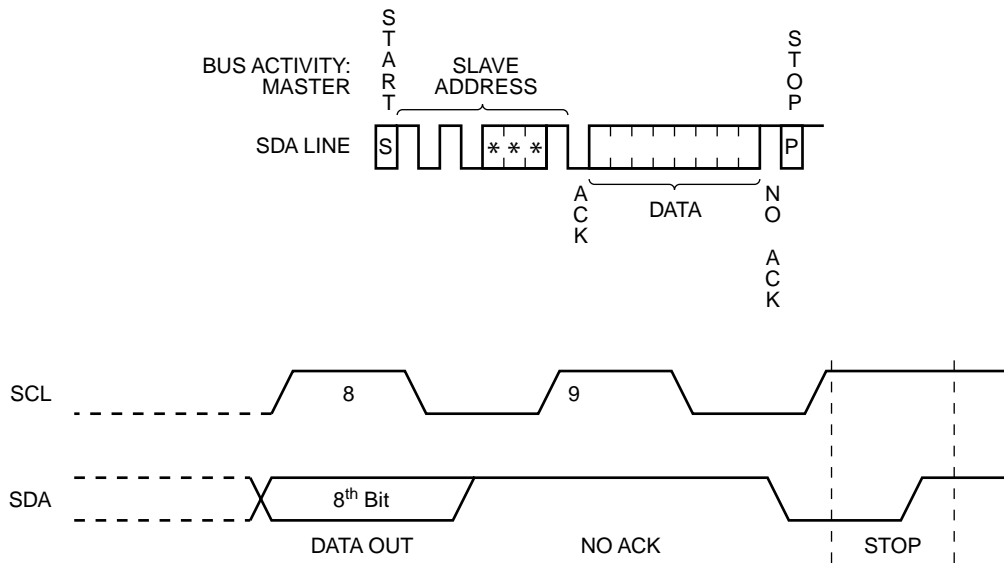 START
STOP
BUS ACTIVITY:
MASTER
SLAVE
ADDRESS
SDA LINE
S
* * *
P
ACK
DATA
NO ACK
SCL
8
9
SDA
8th Bit
DATA OUT
NO ACK
STOP